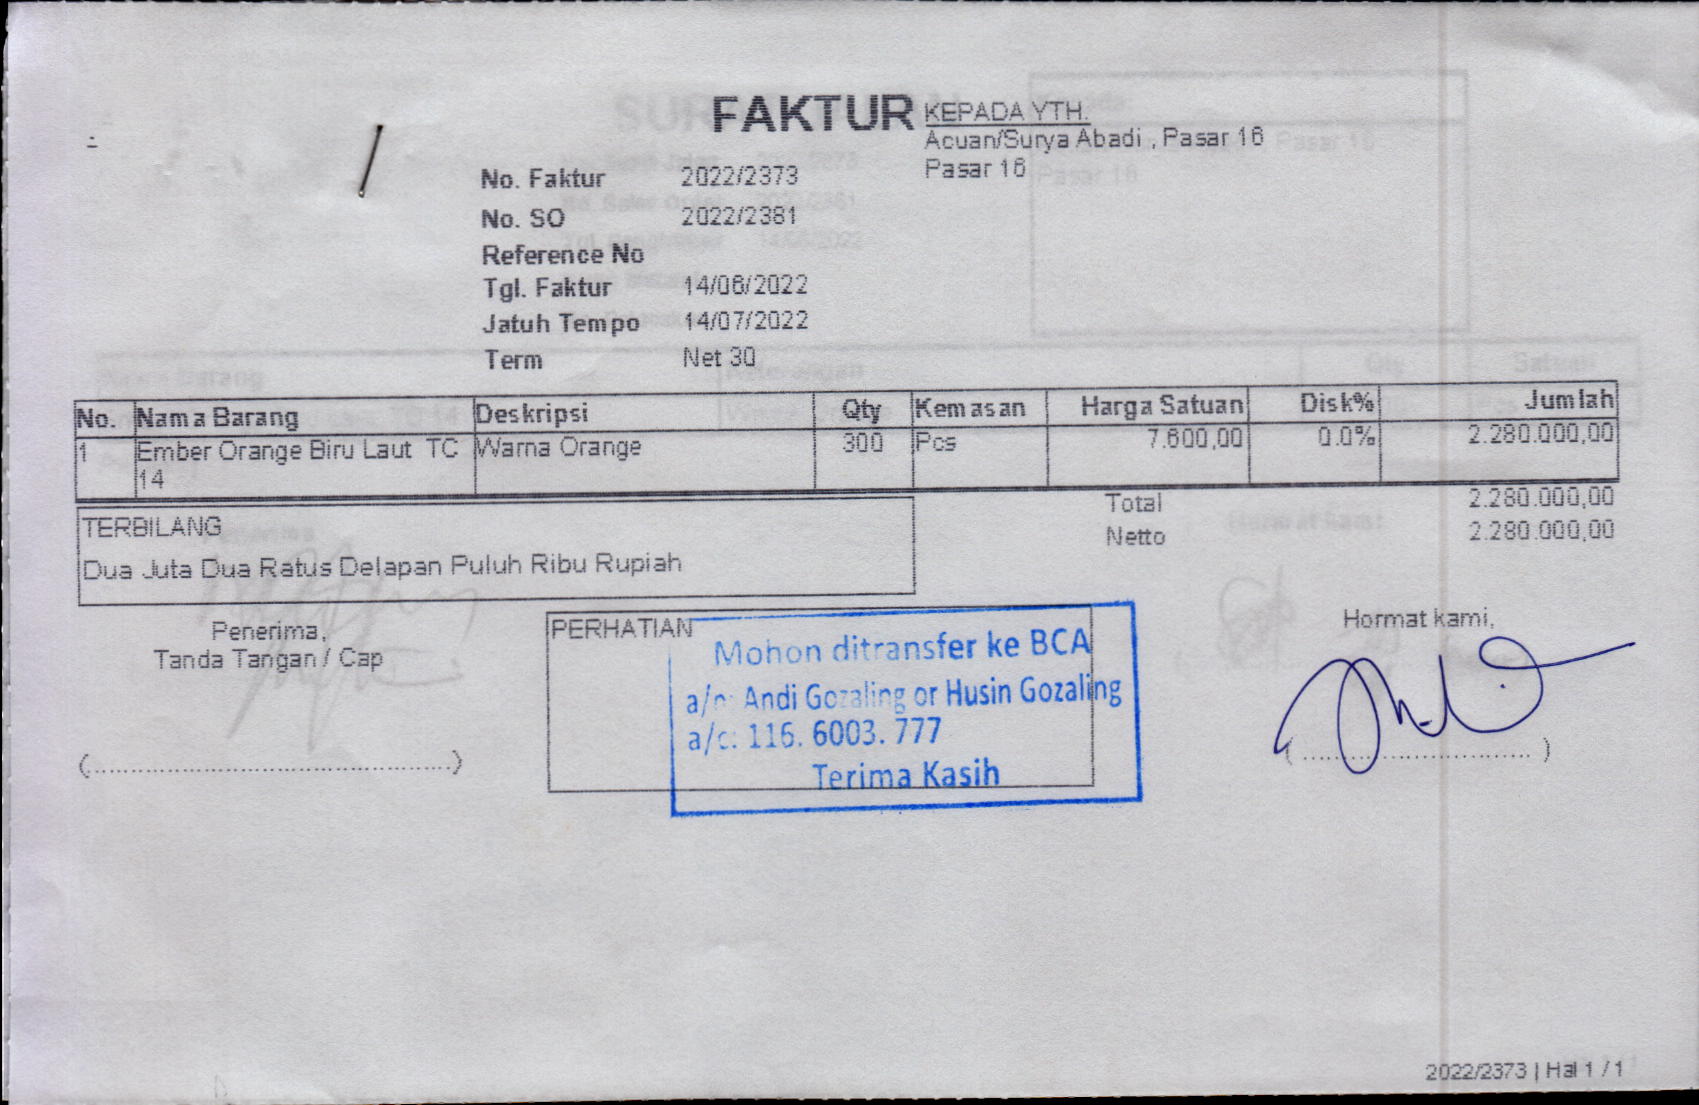 FAKTUR
KEPADA YTH.
Acuan/Surya Abadi , Pasar 16
Pasar 16
No. Faktur 2022/2373
No. SO 2022/2381
Reference No
Tgl. Faktur 14/06/2022
Jatuh Tempo 14/07/2022
Term Net 30
No. Nama Barang Deskripsi Qty Kemasan Harga Satuan Disk% Jumlah
1 Ember Orange Biru Laut TC Warna Orange 300 Pcs 7.600,00 0.0% 2.280.000,00
14
Total 2.280.000,00
Netto 2.280.000,00
TERBILANG
Dua Juta Dua Ratus Delapan Puluh Ribu Rupiah
Penerima,
Tanda Tangan / Cap
(..................................................)
PERHATIAN
Mohon ditransfer ke BCA
a/n: Andi Gozaling or Husin Gozaling
a/c: 116. 6003. 777
Terima Kasih
Hormat kami,
( ................................ )
2022/2373 | Hal 1 / 1